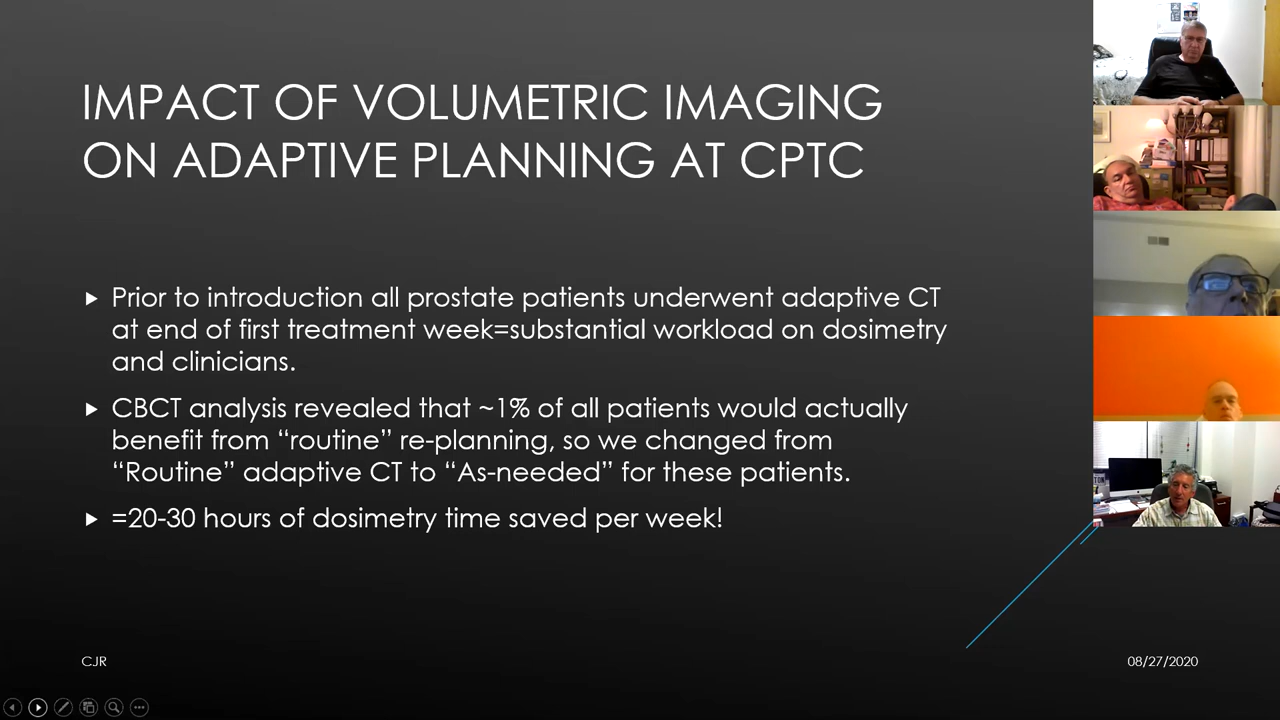 IMPACT OF VOLUMETRIC IMAGING
ON ADAPTIVE PLANNING AT CPTC
Prior to introduction all prostate patients underwent adaptive CT
at end of first treatment week=substantial workload on dosimetry
and clinicians.
CBCT analysis revealed that ~1% of all patients would actually
benefit from “routine” re-planning, so we changed from
“Routine” adaptive CT to “As-needed” for these patients.
=20-30 hours of dosimetry time saved per week!
CJR
08/27/2020